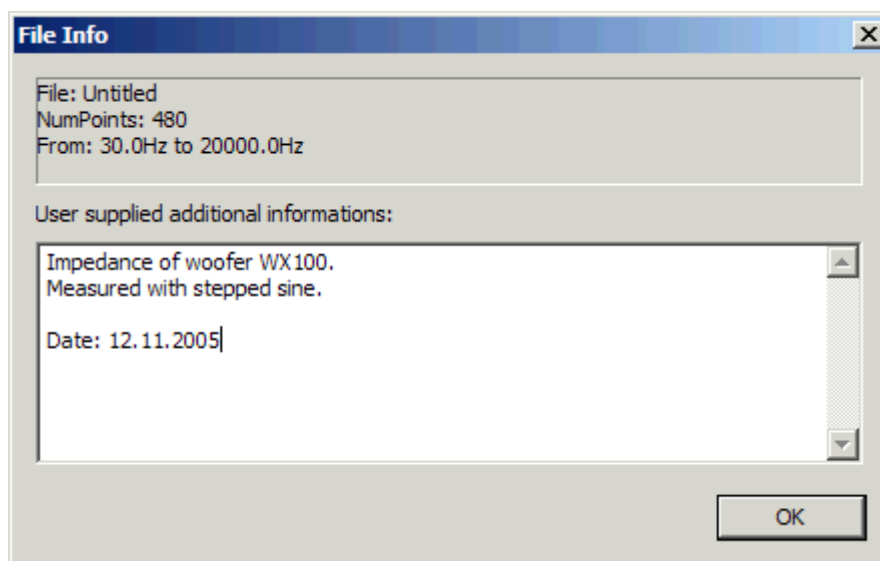 File Info
File: Untitled
NumPoints: 480
From: 30.0Hz to 20000.0Hz
User supplied additional informations:
Impedance of woofer WX100.
Measured with stepped sine.
Date: 12.11.2005
OK